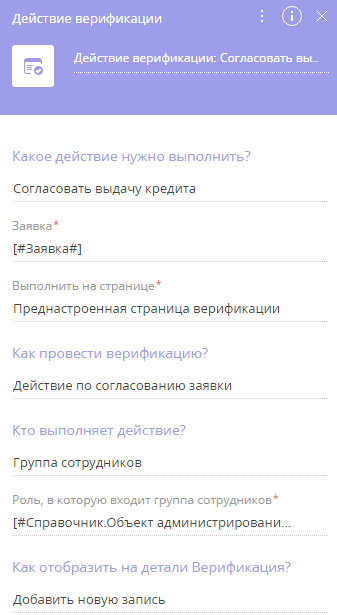 Действие верификации
Действие верификации: Согласовать вы..
Какое действие нужно выполнить?
Согласовать выдачу кредита
Заявка*
[#Заявка#]
Выполнить на странице*
Преднастроенная страница верификации
Как провести верификацию?
Действие по согласованию заявки
Кто выполняет действие?
Группа сотрудников
Роль, в которую входит группа сотрудников*
[#Справочник.Объект администрировани...
Как отобразить на детали Верификация?
Добавить новую запись